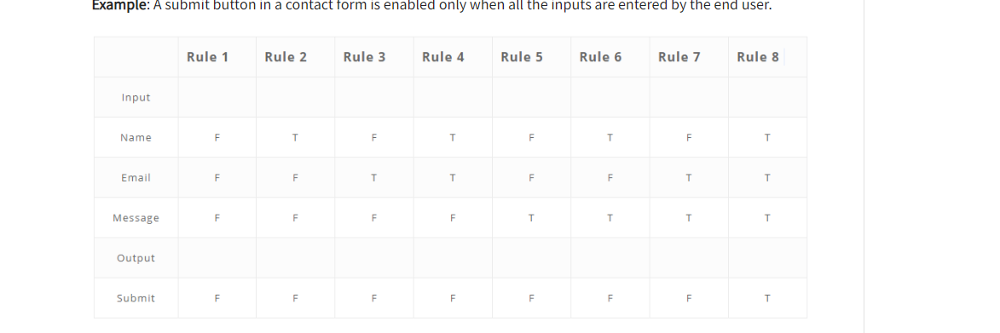 Example: A submit button in a contact form is enabled only when all the inputs are entered by the end user.
Rule 1 Rule 2 Rule 3 Rule 4 Rule 5 Rule 6 Rule 7 Rule 8
Input
Name F T F T F T F T
Email F F T T F F T T
Message F F F F T T T T
Output
Submit F F F F F F F T